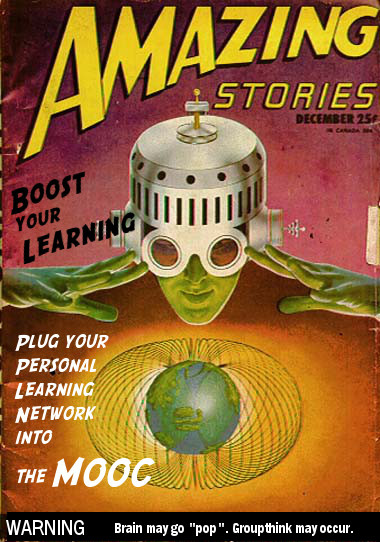 AMAZING
STORIES
DECEMBER 25¢
IN CANADA 30¢
BOOST
YOUR
LEARNING
PLUG YOUR
PERSONAL
LEARNING
NETWORK
INTO
THE MOOC
WARNING Brain may go "pop". Groupthink may occur.